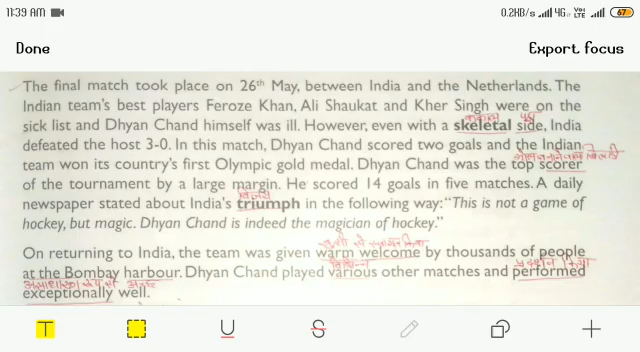 11:39 AM 0.2KB/s 4G VoLTE 67
Done Export focus
The final match took place on 26th May, between India and the Netherlands. The
Indian team's best players Feroze Khan, Ali Shaukat and Kher Singh were on the
sick list and Dhyan Chand himself was ill. However, even with a skeletal side, India
defeated the host 3-0. In this match, Dhyan Chand scored two goals and the Indian
team won its country's first Olympic gold medal. Dhyan Chand was the top scorer
of the tournament by a large margin. He scored 14 goals in five matches. A daily
newspaper stated about India's triumph in the following way: "This is not a game of
hockey, but magic. Dhyan Chand is indeed the magician of hockey."
On returning to India, the team was given warm welcome by thousands of people
at the Bombay harbour. Dhyan Chand played various other matches and performed
exceptionally well.
T U S